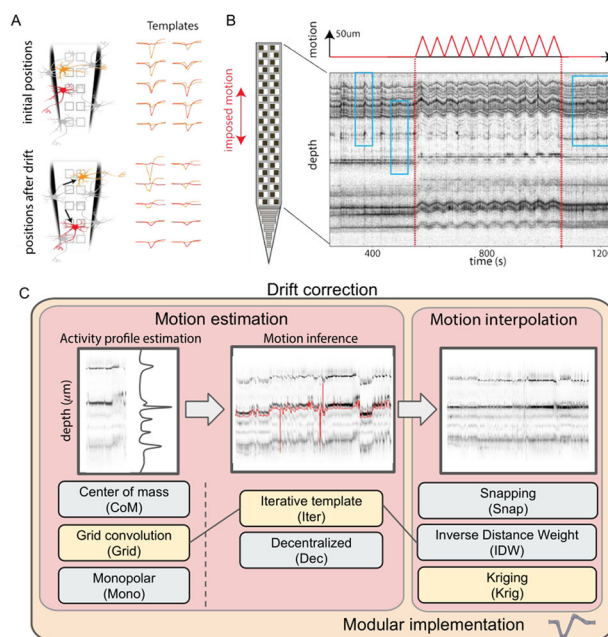 A
Templates
initial positions
positions after drift
B
motion
50um
imposed motion
depth
400
800
1200
time (s)
C
Drift correction
Motion estimation
Motion interpolation
Activity profile estimation
Motion inference
depth (μm)
Center of mass
(CoM)
Grid convolution
(Grid)
Monopolar
(Mono)
Iterative template
(Iter)
Decentralized
(Dec)
Snapping
(Snap)
Inverse Distance Weight
(IDW)
Kriging
(Krig)
Modular implementation